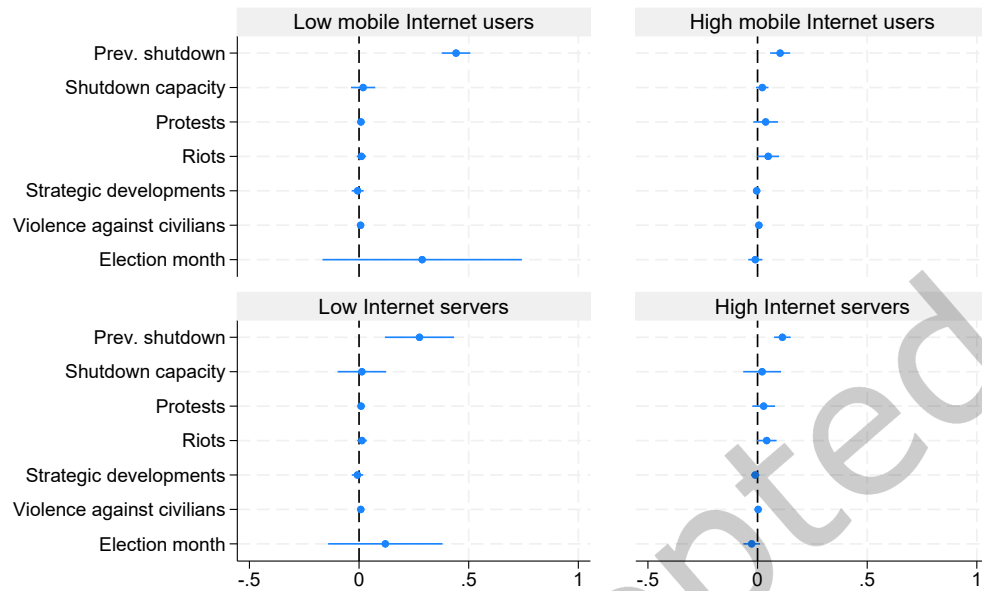 Low mobile Internet users
High mobile Internet users
Prev. shutdown
Shutdown capacity
Protests
Riots
Strategic developments
Violence against civilians
Election month
Low Internet servers
High Internet servers
Prev. shutdown
Shutdown capacity
Protests
Riots
Strategic developments
Violence against civilians
Election month
-.5 0 .5 1
-.5 0 .5 1
pted